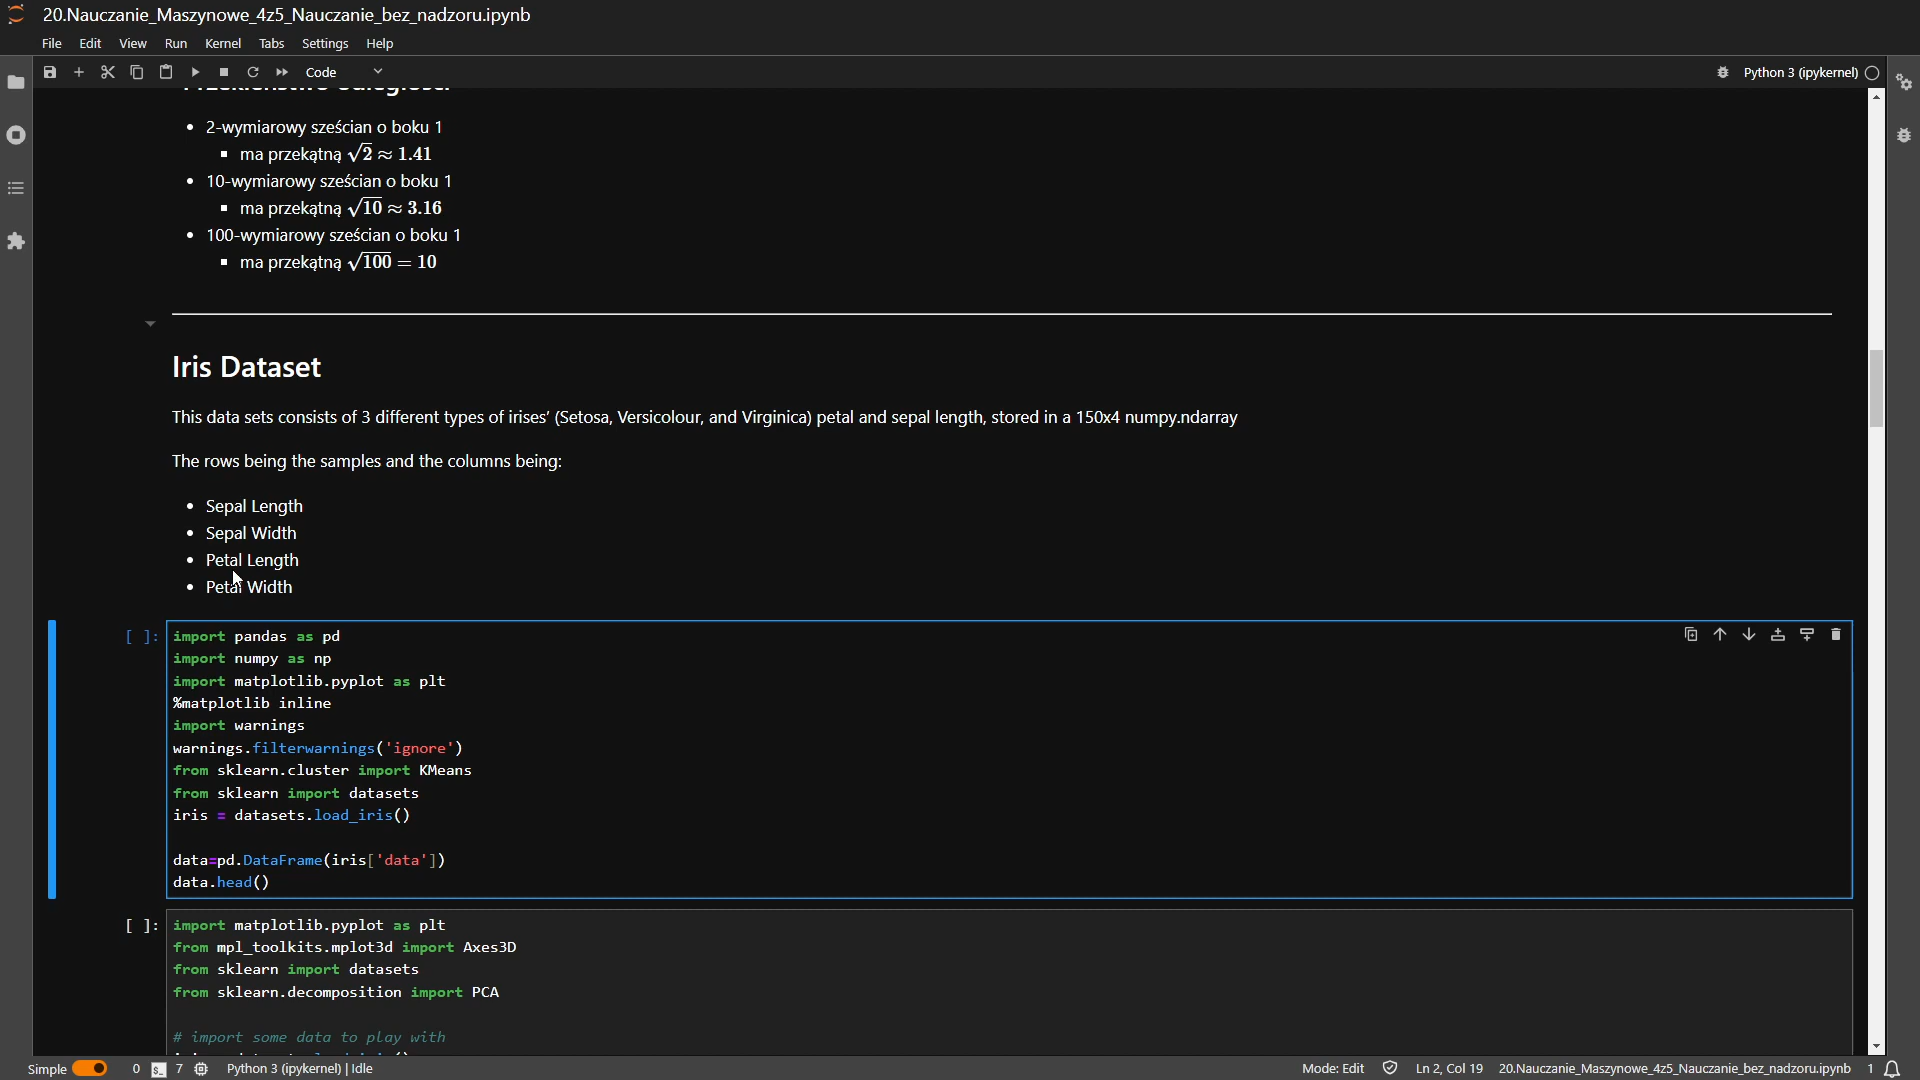 20.Nauczanie_Maszynowe_4z5_Nauczanie_bez_nadzoru.ipynb
File Edit View Run Kernel Tabs Settings Help
Code
Python 3 (ipykernel)
2-wymiarowy sześcian o boku 1
ma przekątną √2 ≈ 1.41
10-wymiarowy sześcian o boku 1
ma przekątną √10 ≈ 3.16
100-wymiarowy sześcian o boku 1
ma przekątną √100 = 10
Iris Dataset
This data sets consists of 3 different types of irises' (Setosa, Versicolour, and Virginica) petal and sepal length, stored in a 150x4 numpy.ndarray
The rows being the samples and the columns being:
Sepal Length
Sepal Width
Petal Length
Petal Width
[ ]: import pandas as pd
import numpy as np
import matplotlib.pyplot as plt
%matplotlib inline
import warnings
warnings.filterwarnings('ignore')
from sklearn.cluster import KMeans
from sklearn import datasets
iris = datasets.load_iris()
data=pd.DataFrame(iris['data'])
data.head()
[ ]: import matplotlib.pyplot as plt
from mpl_toolkits.mplot3d import Axes3D
from sklearn import datasets
from sklearn.decomposition import PCA
# import some data to play with
Simple 0 7 Python 3 (ipykernel) | Idle Mode: Edit Ln 2, Col 19 20.Nauczanie_Maszynowe_4z5_Nauczanie_bez_nadzoru.ipynb 1